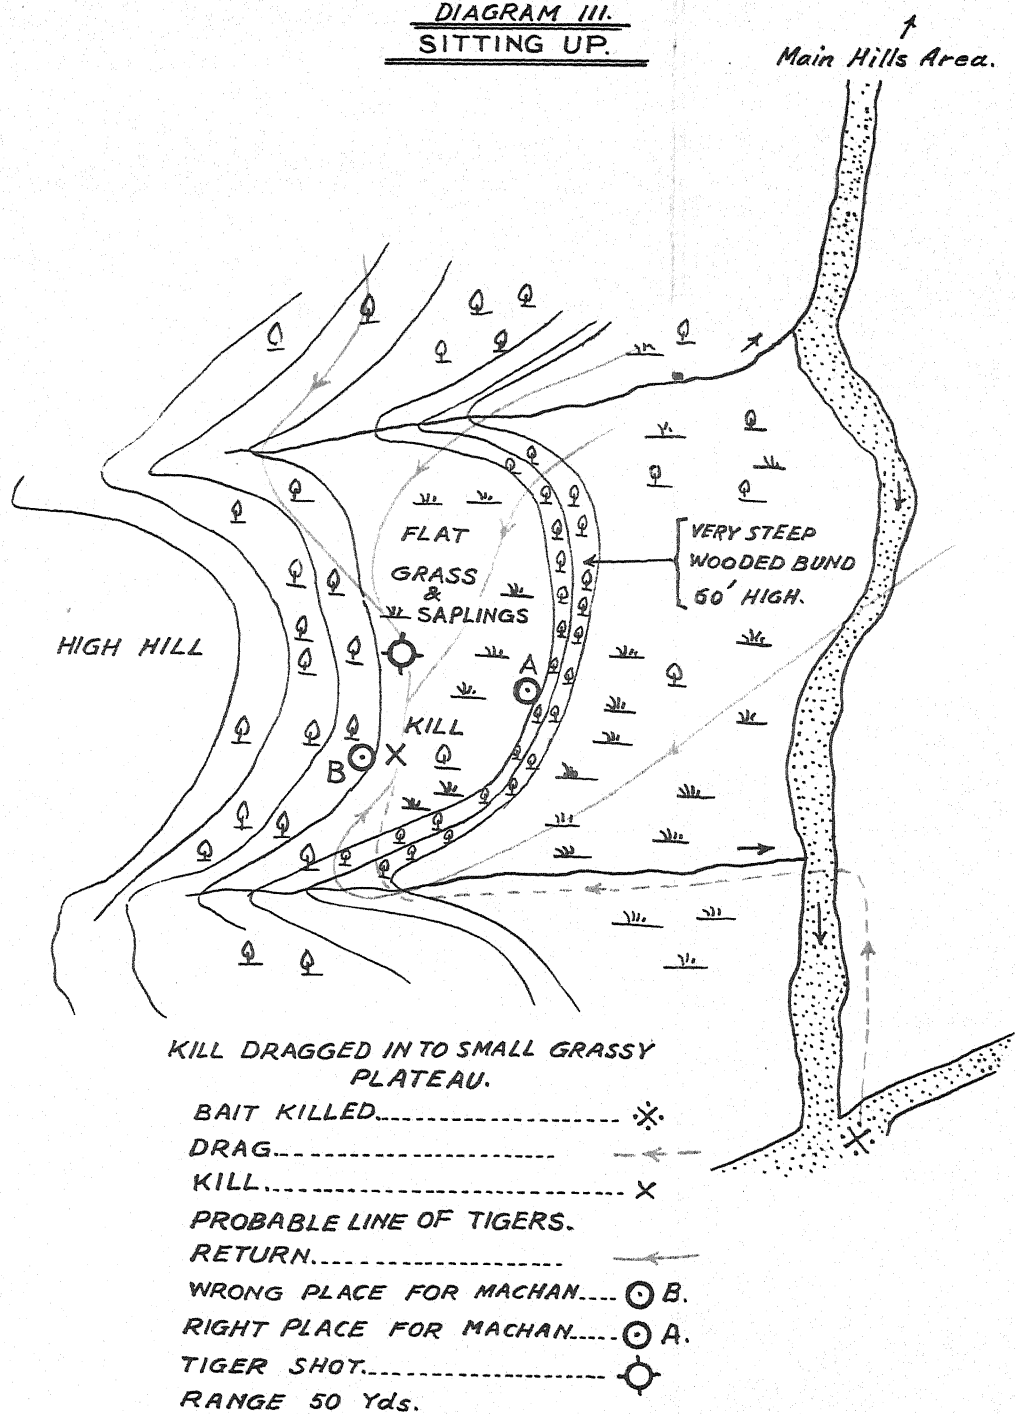 DIAGRAM III.
SITTING UP.
Main Hills Area.
FLAT
GRASS
&
SAPLINGS
VERY STEEP
WOODED BUND
60' HIGH.
HIGH HILL
A
KILL
B
KILL DRAGGED IN TO SMALL GRASSY
PLATEAU.
BAIT KILLED
DRAG
KILL
PROBABLE LINE OF TIGERS.
RETURN
WRONG PLACE FOR MACHAN B.
RIGHT PLACE FOR MACHAN A.
TIGER SHOT
RANGE 50 Yds.